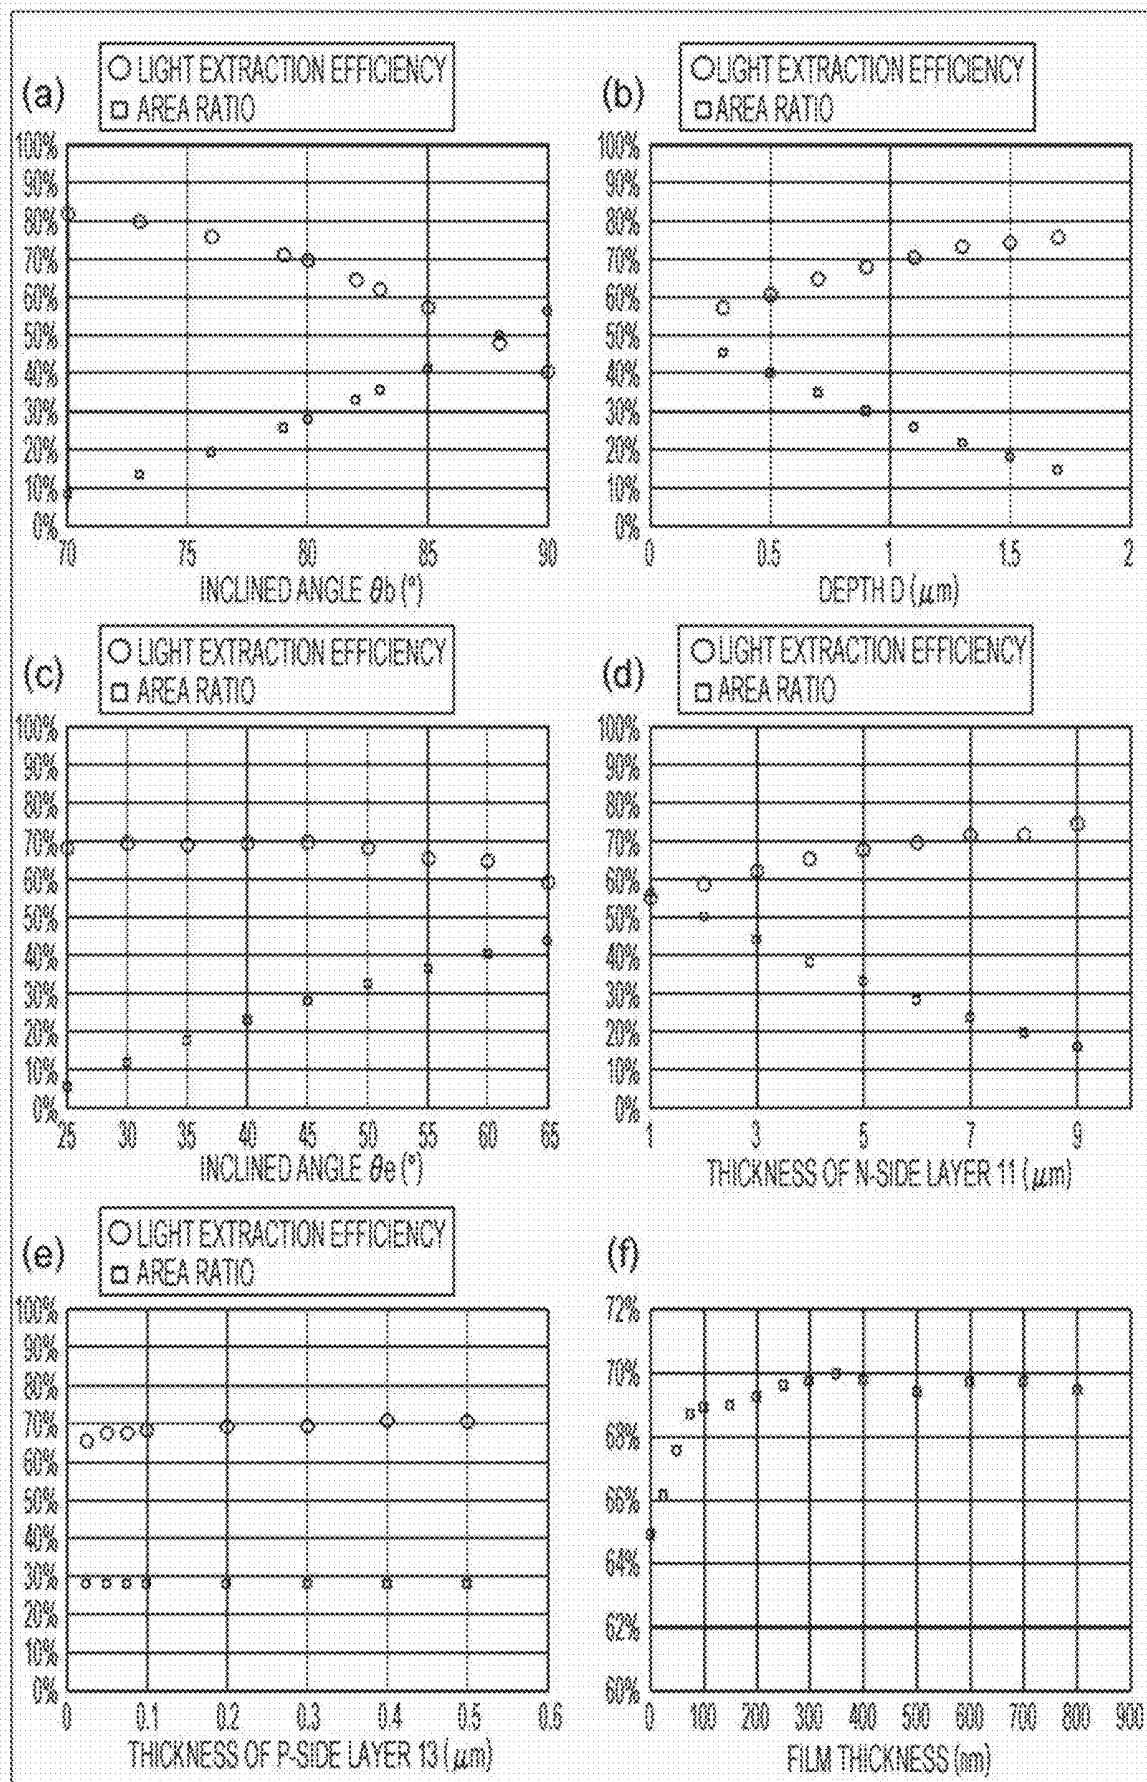 (a)
LIGHT EXTRACTION EFFICIENCY
AREA RATIO
100%
90%
80%
70%
60%
50%
40%
30%
20%
10%
0%
70 75 80 85 90
INCLINED ANGLE θb (°)
(b)
LIGHT EXTRACTION EFFICIENCY
AREA RATIO
100%
90%
80%
70%
60%
50%
40%
30%
20%
10%
0%
0 0.5 1 1.5 2
DEPTH D (μm)
(c)
LIGHT EXTRACTION EFFICIENCY
AREA RATIO
100%
90%
80%
70%
60%
50%
40%
30%
20%
10%
0%
25 30 35 40 45 50 55 60 65
INCLINED ANGLE θe (°)
(d)
LIGHT EXTRACTION EFFICIENCY
AREA RATIO
100%
90%
80%
70%
60%
50%
40%
30%
20%
10%
0%
1 3 5 7 9
THICKNESS OF N-SIDE LAYER 11 (μm)
(e)
LIGHT EXTRACTION EFFICIENCY
AREA RATIO
100%
90%
80%
70%
60%
50%
40%
30%
20%
10%
0%
0 0.1 0.2 0.3 0.4 0.5 0.6
THICKNESS OF P-SIDE LAYER 13 (μm)
(f)
72%
70%
68%
66%
64%
62%
60%
0 100 200 300 400 500 600 700 800 900
FILM THICKNESS (nm)